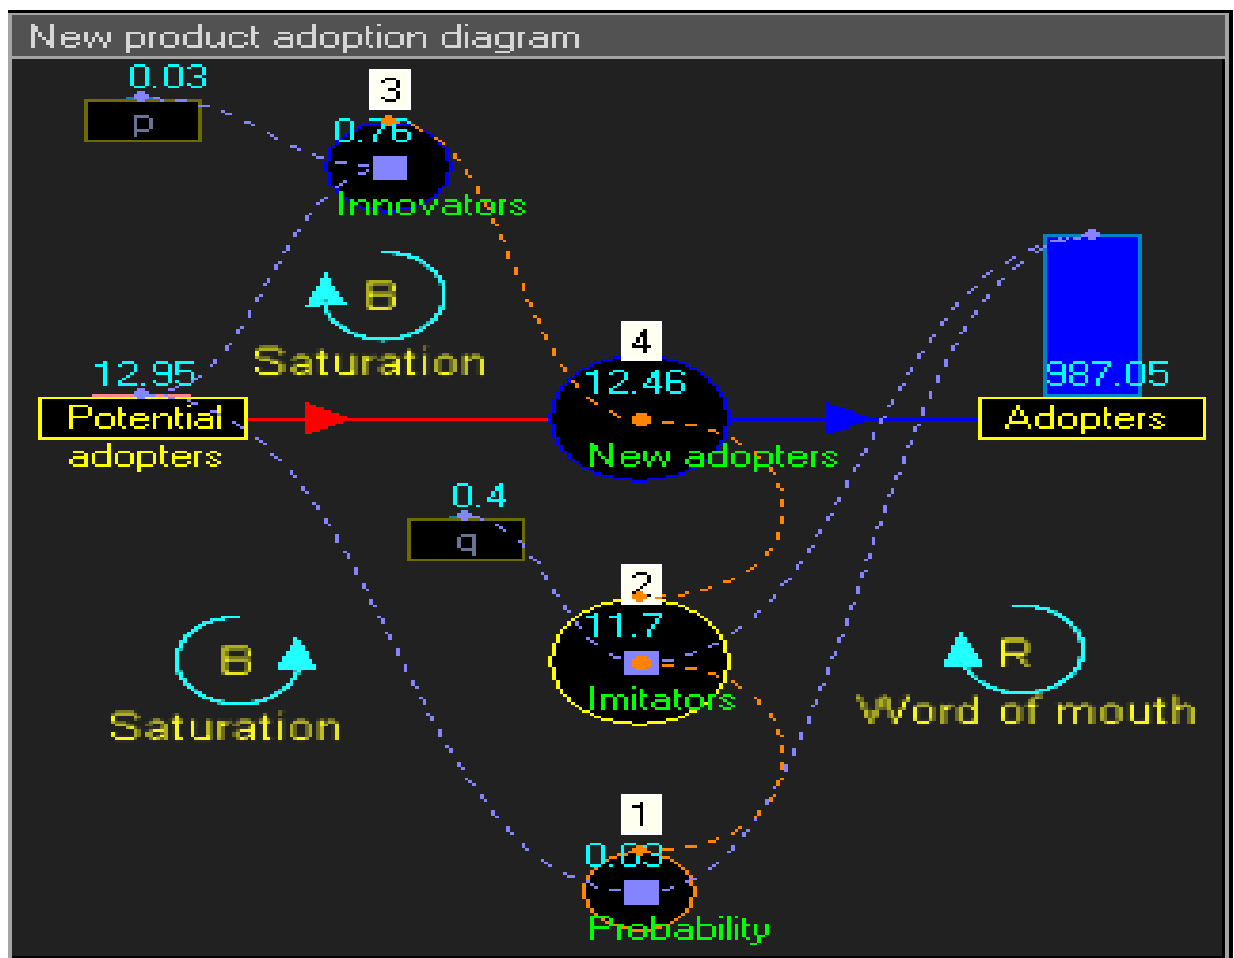 New product adoption diagram
0.03
p
3
0.76
Innovators
B
Saturation
4
12.95
Potential
adopters
12.46
New adopters
987.05
Adopters
0.4
q
2
11.7
Imitators
B
Saturation
R
Word of mouth
1
0.03
Probability